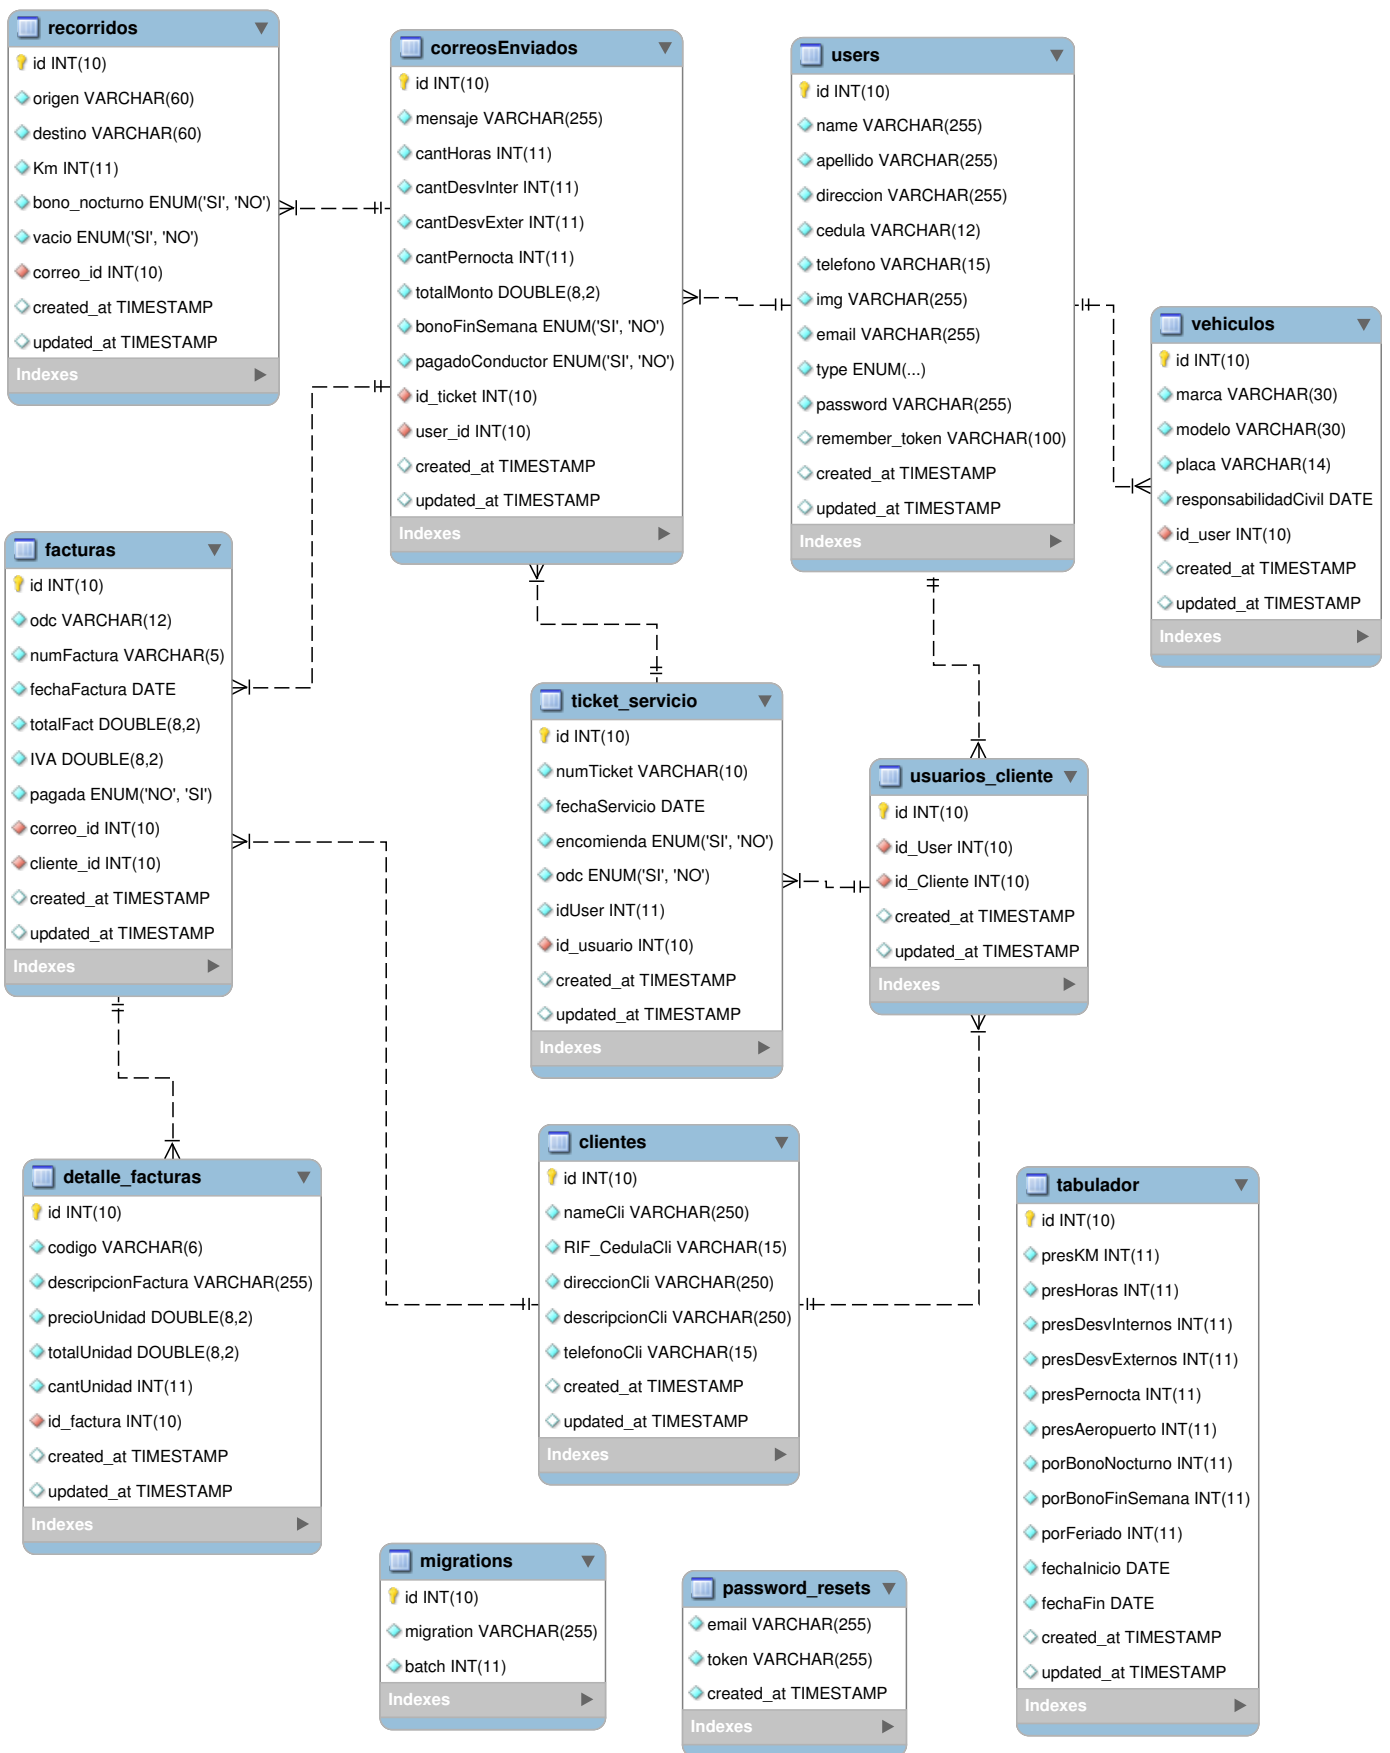 recorridos
id INT(10)
origen VARCHAR(60)
destino VARCHAR(60)
Km INT(11)
bono_nocturno ENUM('SI', 'NO')
vacio ENUM('SI', 'NO')
correo_id INT(10)
created_at TIMESTAMP
updated_at TIMESTAMP
Indexes
correosEnviados
id INT(10)
mensaje VARCHAR(255)
cantHoras INT(11)
cantDesvInter INT(11)
cantDesvExter INT(11)
cantPernocta INT(11)
totalMonto DOUBLE(8,2)
bonoFinSemana ENUM('SI', 'NO')
pagadoConductor ENUM('SI', 'NO')
id_ticket INT(10)
user_id INT(10)
created_at TIMESTAMP
updated_at TIMESTAMP
Indexes
users
id INT(10)
name VARCHAR(255)
apellido VARCHAR(255)
direccion VARCHAR(255)
cedula VARCHAR(12)
telefono VARCHAR(15)
img VARCHAR(255)
email VARCHAR(255)
type ENUM(...)
password VARCHAR(255)
remember_token VARCHAR(100)
created_at TIMESTAMP
updated_at TIMESTAMP
Indexes
vehiculos
id INT(10)
marca VARCHAR(30)
modelo VARCHAR(30)
placa VARCHAR(14)
responsabilidadCivil DATE
id_user INT(10)
created_at TIMESTAMP
updated_at TIMESTAMP
Indexes
facturas
id INT(10)
odc VARCHAR(12)
numFactura VARCHAR(5)
fechaFactura DATE
totalFact DOUBLE(8,2)
IVA DOUBLE(8,2)
pagada ENUM('NO', 'SI')
correo_id INT(10)
cliente_id INT(10)
created_at TIMESTAMP
updated_at TIMESTAMP
Indexes
ticket_servicio
id INT(10)
numTicket VARCHAR(10)
fechaServicio DATE
encomienda ENUM('SI', 'NO')
odc ENUM('SI', 'NO')
idUser INT(11)
id_usuario INT(10)
created_at TIMESTAMP
updated_at TIMESTAMP
Indexes
usuarios_cliente
id INT(10)
id_User INT(10)
id_Cliente INT(10)
created_at TIMESTAMP
updated_at TIMESTAMP
Indexes
detalle_facturas
id INT(10)
codigo VARCHAR(6)
descripcionFactura VARCHAR(255)
precioUnidad DOUBLE(8,2)
totalUnidad DOUBLE(8,2)
cantUnidad INT(11)
id_factura INT(10)
created_at TIMESTAMP
updated_at TIMESTAMP
Indexes
clientes
id INT(10)
nameCli VARCHAR(250)
RIF_CedulaCli VARCHAR(15)
direccionCli VARCHAR(250)
descripcionCli VARCHAR(250)
telefonoCli VARCHAR(15)
created_at TIMESTAMP
updated_at TIMESTAMP
Indexes
tabulador
id INT(10)
presKM INT(11)
presHoras INT(11)
presDesvInternos INT(11)
presDesvExternos INT(11)
presPernocta INT(11)
presAeropuerto INT(11)
porBonoNocturno INT(11)
porBonoFinSemana INT(11)
porFeriado INT(11)
fechaInicio DATE
fechaFin DATE
created_at TIMESTAMP
updated_at TIMESTAMP
Indexes
migrations
id INT(10)
migration VARCHAR(255)
batch INT(11)
Indexes
password_resets
email VARCHAR(255)
token VARCHAR(255)
created_at TIMESTAMP
Indexes